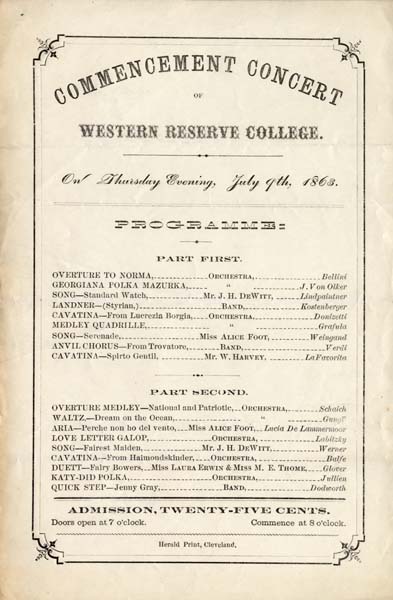 COMMENCEMENT CONCERT
OF
WESTERN RESERVE COLLEGE.
On Thursday Evening, July 9th, 1863.
PROGRAMME:
PART FIRST.
OVERTURE TO NORMA, ORCHESTRA, Bellini
GEORGIANA POLKA MAZURKA, " J. Von Olker
SONG—Standard Watch, Mr. J. H. DEWITT, Lindpaintner
LANDNER—(Styrian,) BAND, Kostenberger
CAVATINA—From Lucrezia Borgia, ORCHESTRA, Donizetti
MEDLEY QUADRILLE, " Grafula
SONG—Serenade, Miss ALICE FOOT, Weingand
ANVIL CHORUS—From Trovatore, BAND, Verdi
CAVATINA—Spirto Gentil, Mr. W. HARVEY, LaFavorita
PART SECOND.
OVERTURE MEDLEY—National and Patriotic, ORCHESTRA, Schaich
WALTZ,—Dream on the Ocean, " Gungl'
ARIA—Perche non ho del vento, Miss ALICE FOOT, Lucia De Lammermoor
LOVE LETTER GALOP, ORCHESTRA, Labitzky
SONG—Fairest Maiden, Mr. J. H. DEWITT, Werner
CAVATINA—From Haimondskinder, ORCHESTRA, Balfe
DUETT—Fairy Bowers, Miss LAURA ERWIN & MISS M. E. THOME, Glover
KATY-DID POLKA, ORCHESTRA, Jullien
QUICK STEP—Jenny Gray, BAND, Dodworth
ADMISSION, TWENTY-FIVE CENTS.
Doors open at 7 o'clock. Commence at 8 o'clock.
Herald Print, Cleveland.